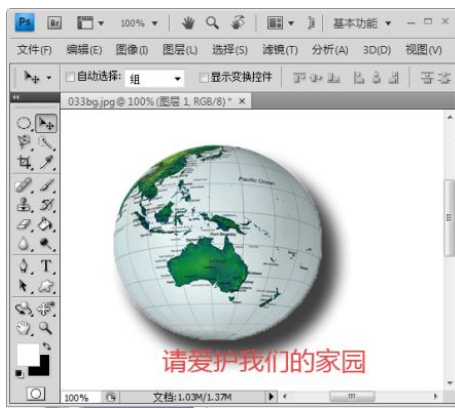 Ps Br 100% 基本功能
文件(F) 编辑(E) 图像(I) 图层(L) 选择(S) 滤镜(T) 分析(A) 3D(D) 视图(V)
自动选择: 组 显示变换控件
033bg.jpg @ 100% (图层 1, RGB/8) * ×
Pacific Ocean
请爱护我们的家园
100% 文档:1.03M/1.37M